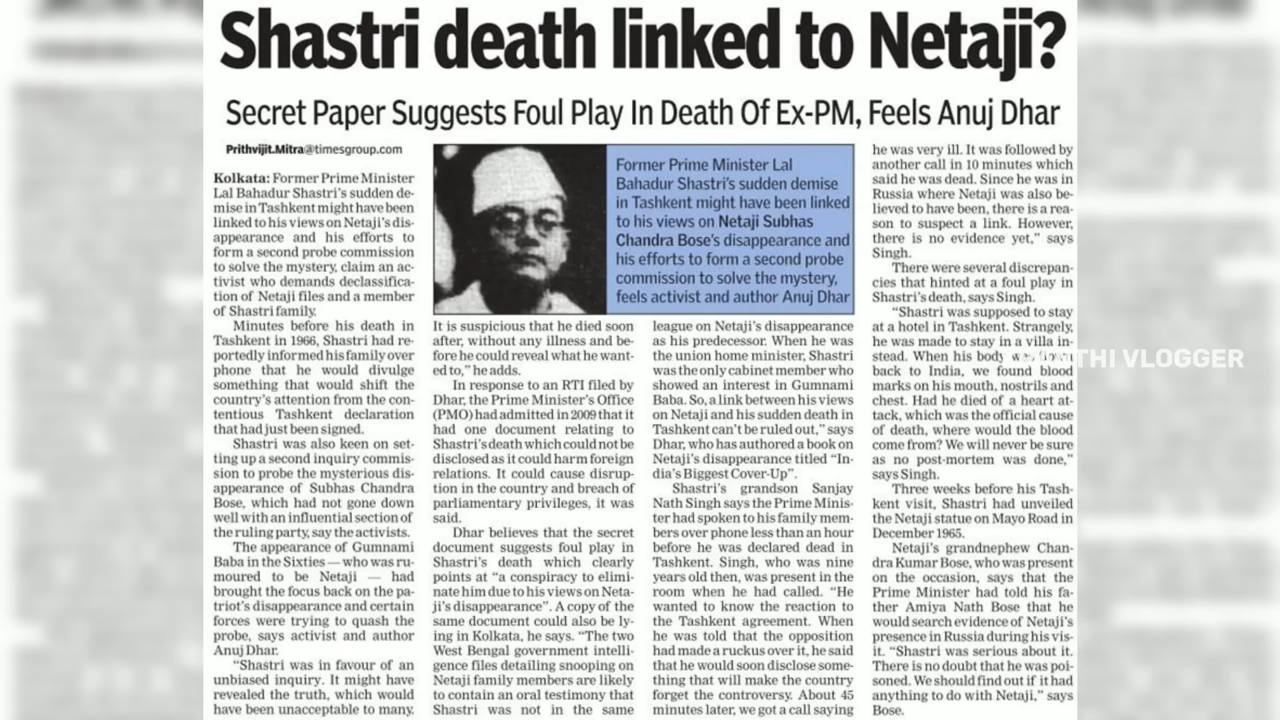 Shastri death linked to Netaji?
Secret Paper Suggests Foul Play In Death Of Ex-PM, Feels Anuj Dhar
Prithvijit.Mitra@timesgroup.com
Kolkata: Former Prime Minister
Lal Bahadur Shastri's sudden de-
mise in Tashkent might have been
linked to his views on Netaji's dis-
appearance and his efforts to
form a second probe commission
to solve the mystery, claim an ac-
tivist who demands declassifica-
tion of Netaji files and a member
of Shastri family.
Minutes before his death in
Tashkent in 1966, Shastri had re-
portedly informed his family over
phone that he would divulge
something that would shift the
country's attention from the con-
tentious Tashkent declaration
that had just been signed.
Shastri was also keen on set-
ting up a second inquiry commis-
sion to probe the mysterious dis-
appearance of Subhas Chandra
Bose, which had not gone down
well with an influential section of
the ruling party, say the activists.
The appearance of Gumnami
Baba in the Sixties — who was ru-
moured to be Netaji — had
brought the focus back on the pa-
triot's disappearance and certain
forces were trying to quash the
probe, says activist and author
Anuj Dhar.
"Shastri was in favour of an
unbiased inquiry. It might have
revealed the truth, which would
have been unacceptable to many.
Former Prime Minister Lal
Bahadur Shastri's sudden demise
in Tashkent might have been linked
to his views on Netaji Subhas
Chandra Bose's disappearance and
his efforts to form a second probe
commission to solve the mystery,
feels activist and author Anuj Dhar
It is suspicious that he died soon
after, without any illness and be-
fore he could reveal what he want-
ed to," he adds.
In response to an RTI filed by
Dhar, the Prime Minister's Office
(PMO) had admitted in 2009 that it
had one document relating to
Shastri's death which could not be
disclosed as it could harm foreign
relations. It could cause disrup-
tion in the country and breach of
parliamentary privileges, it was
said.
Dhar believes that the secret
document suggests foul play in
Shastri's death which clearly
points at "a conspiracy to elimi-
nate him due to his views on Neta-
ji's disappearance". A copy of the
same document could also be ly-
ing in Kolkata, he says. "The two
West Bengal government intelli-
gence files detailing snooping on
Netaji family members are likely
to contain an oral testimony that
Shastri was not in the same
league on Netaji's disappearance
as his predecessor. When he was
the union home minister, Shastri
was the only cabinet member who
showed an interest in Gumnami
Baba. So, a link between his views
on Netaji and his sudden death in
Tashkent can't be ruled out," says
Dhar, who has authored a book on
Netaji's disappearance titled "In-
dia's Biggest Cover-Up".
Shastri's grandson Sanjay
Nath Singh says the Prime Minis-
ter had spoken to his family mem-
bers over phone less than an hour
before he was declared dead in
Tashkent. Singh, who was nine
years old then, was present in the
room when he had called. "He
wanted to know the reaction to
the Tashkent agreement. When
he was told that the opposition
had made a ruckus over it, he said
that he would soon disclose some-
thing that will make the country
forget the controversy. About 45
minutes later, we got a call saying
he was very ill. It was followed by
another call in 10 minutes which
said he was dead. Since he was in
Russia where Netaji was also be-
lieved to have been, there is a rea-
son to suspect a link. However,
there is no evidence yet," says
Singh.
There were several discrepan-
cies that hinted at a foul play in
Shastri's death, says Singh.
"Shastri was supposed to stay
at a hotel in Tashkent. Strangely,
he was made to stay in a villa in-
stead. When his body
back to India, we found blood
marks on his mouth, nostrils and
chest. Had he died of a heart at-
tack, which was the official cause
of death, where would the blood
come from? We will never be sure
as no post-mortem was done,"
says Singh.
Three weeks before his Tash-
kent visit, Shastri had unveiled
the Netaji statue on Mayo Road in
December 1965.
Netaji's grandnephew Chan-
dra Kumar Bose, who was present
on the occasion, says that the
Prime Minister had told his fa-
ther Amiya Nath Bose that he
would search evidence of Netaji's
presence in Russia during his vis-
it. "Shastri was serious about it.
There is no doubt that he was poi-
soned. We should find out if it had
anything to do with Netaji," says
Bose.
VLOGGER